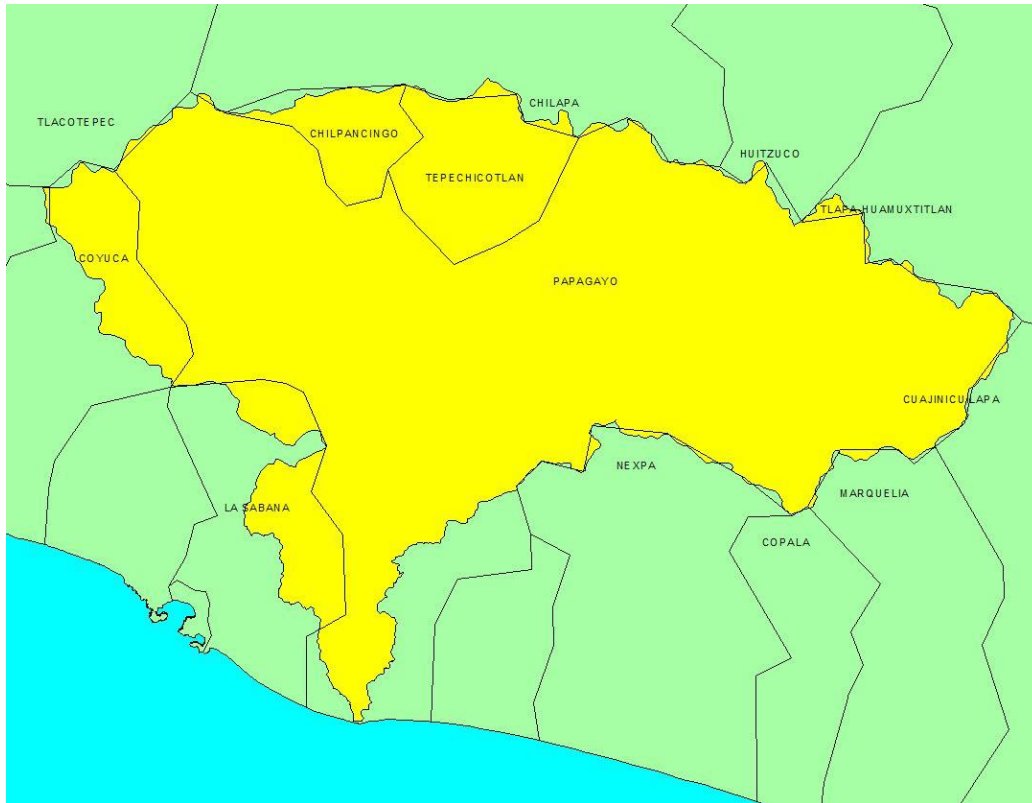 CHILAPA
TLACOTEPEC
CHILPANCINGO
HUITZUCO
TEPECHICOTLAN
TLAPA-HUAMUXTITLAN
COYUCA
PAPAGAYO
CUAJINICUILAPA
NEXPA
MARQUELIA
LA SABANA
COPALA